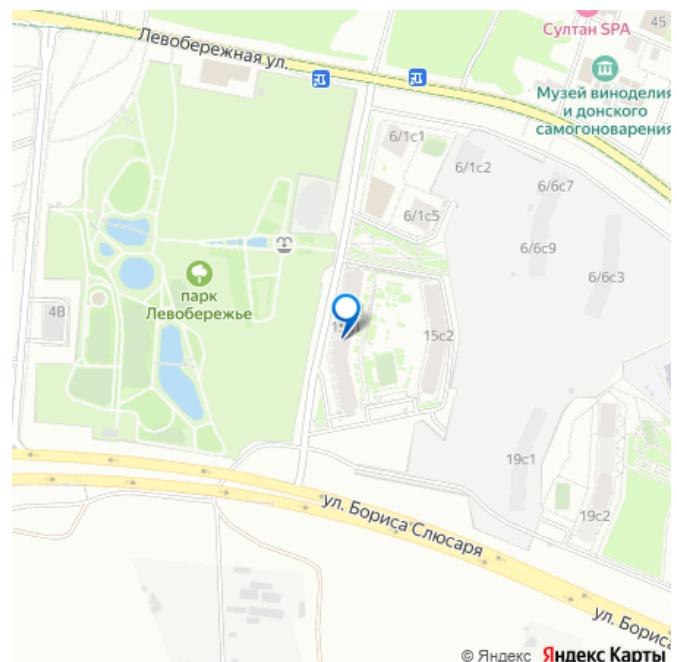 Султан SPA
45
Левобережная ул.
Музей виноделия
и донского
самогоноварения
6/1с1
6/1с2
6/6с7
6/1с5
6/6с9
6/6с3
парк
Левобережье
4В
15с2
19с1
19с2
ул. Бориса Слюсаря
ул. Бориса
© Яндекс Яндекс Карты